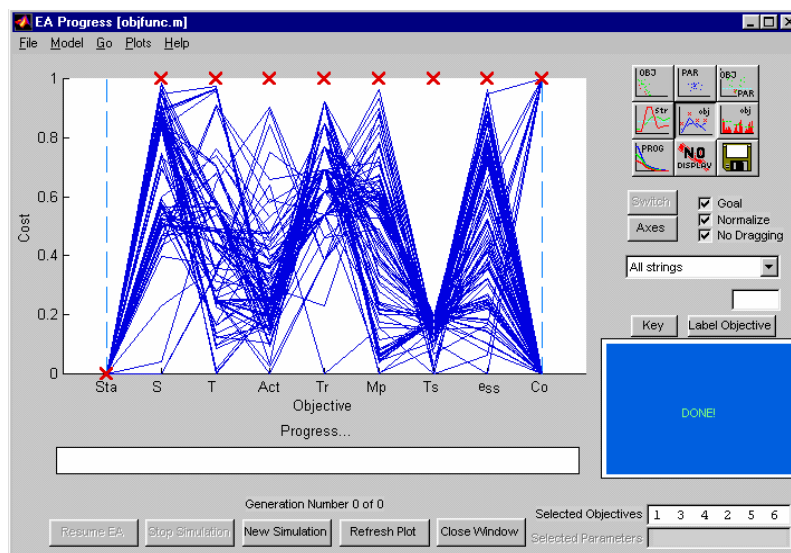 EA Progress [objfunc.m]
File Model Go Plots Help
1
0.8
0.6
0.4
0.2
0
Cost
Sta S T Act Tr Mp Ts ess Co
Objective
Progress...
Generation Number 0 of 0
Resume EA Stop Simulation New Simulation Refresh Plot Close Window
OBJ PAR OBJ PAR
str obj obj
PROG NO DISPLAY
Switch
Axes
Goal
Normalize
No Dragging
All strings
Key Label Objective
DONE!
Selected Objectives 1 3 4 2 5 6
Selected Parameters